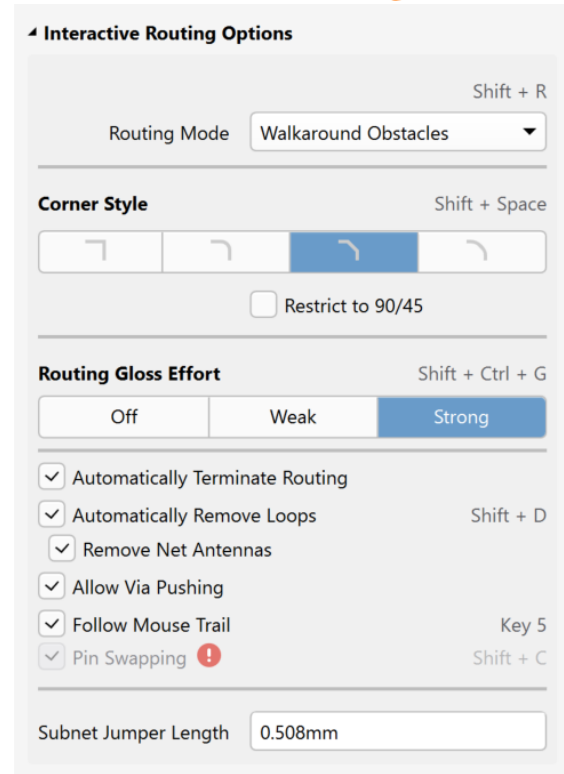 Interactive Routing Options
Shift + R
Routing Mode Walkaround Obstacles
Corner Style Shift + Space
Restrict to 90/45
Routing Gloss Effort Shift + Ctrl + G
Off Weak Strong
Automatically Terminate Routing
Automatically Remove Loops Shift + D
Remove Net Antennas
Allow Via Pushing
Follow Mouse Trail Key 5
Pin Swapping Shift + C
Subnet Jumper Length 0.508mm